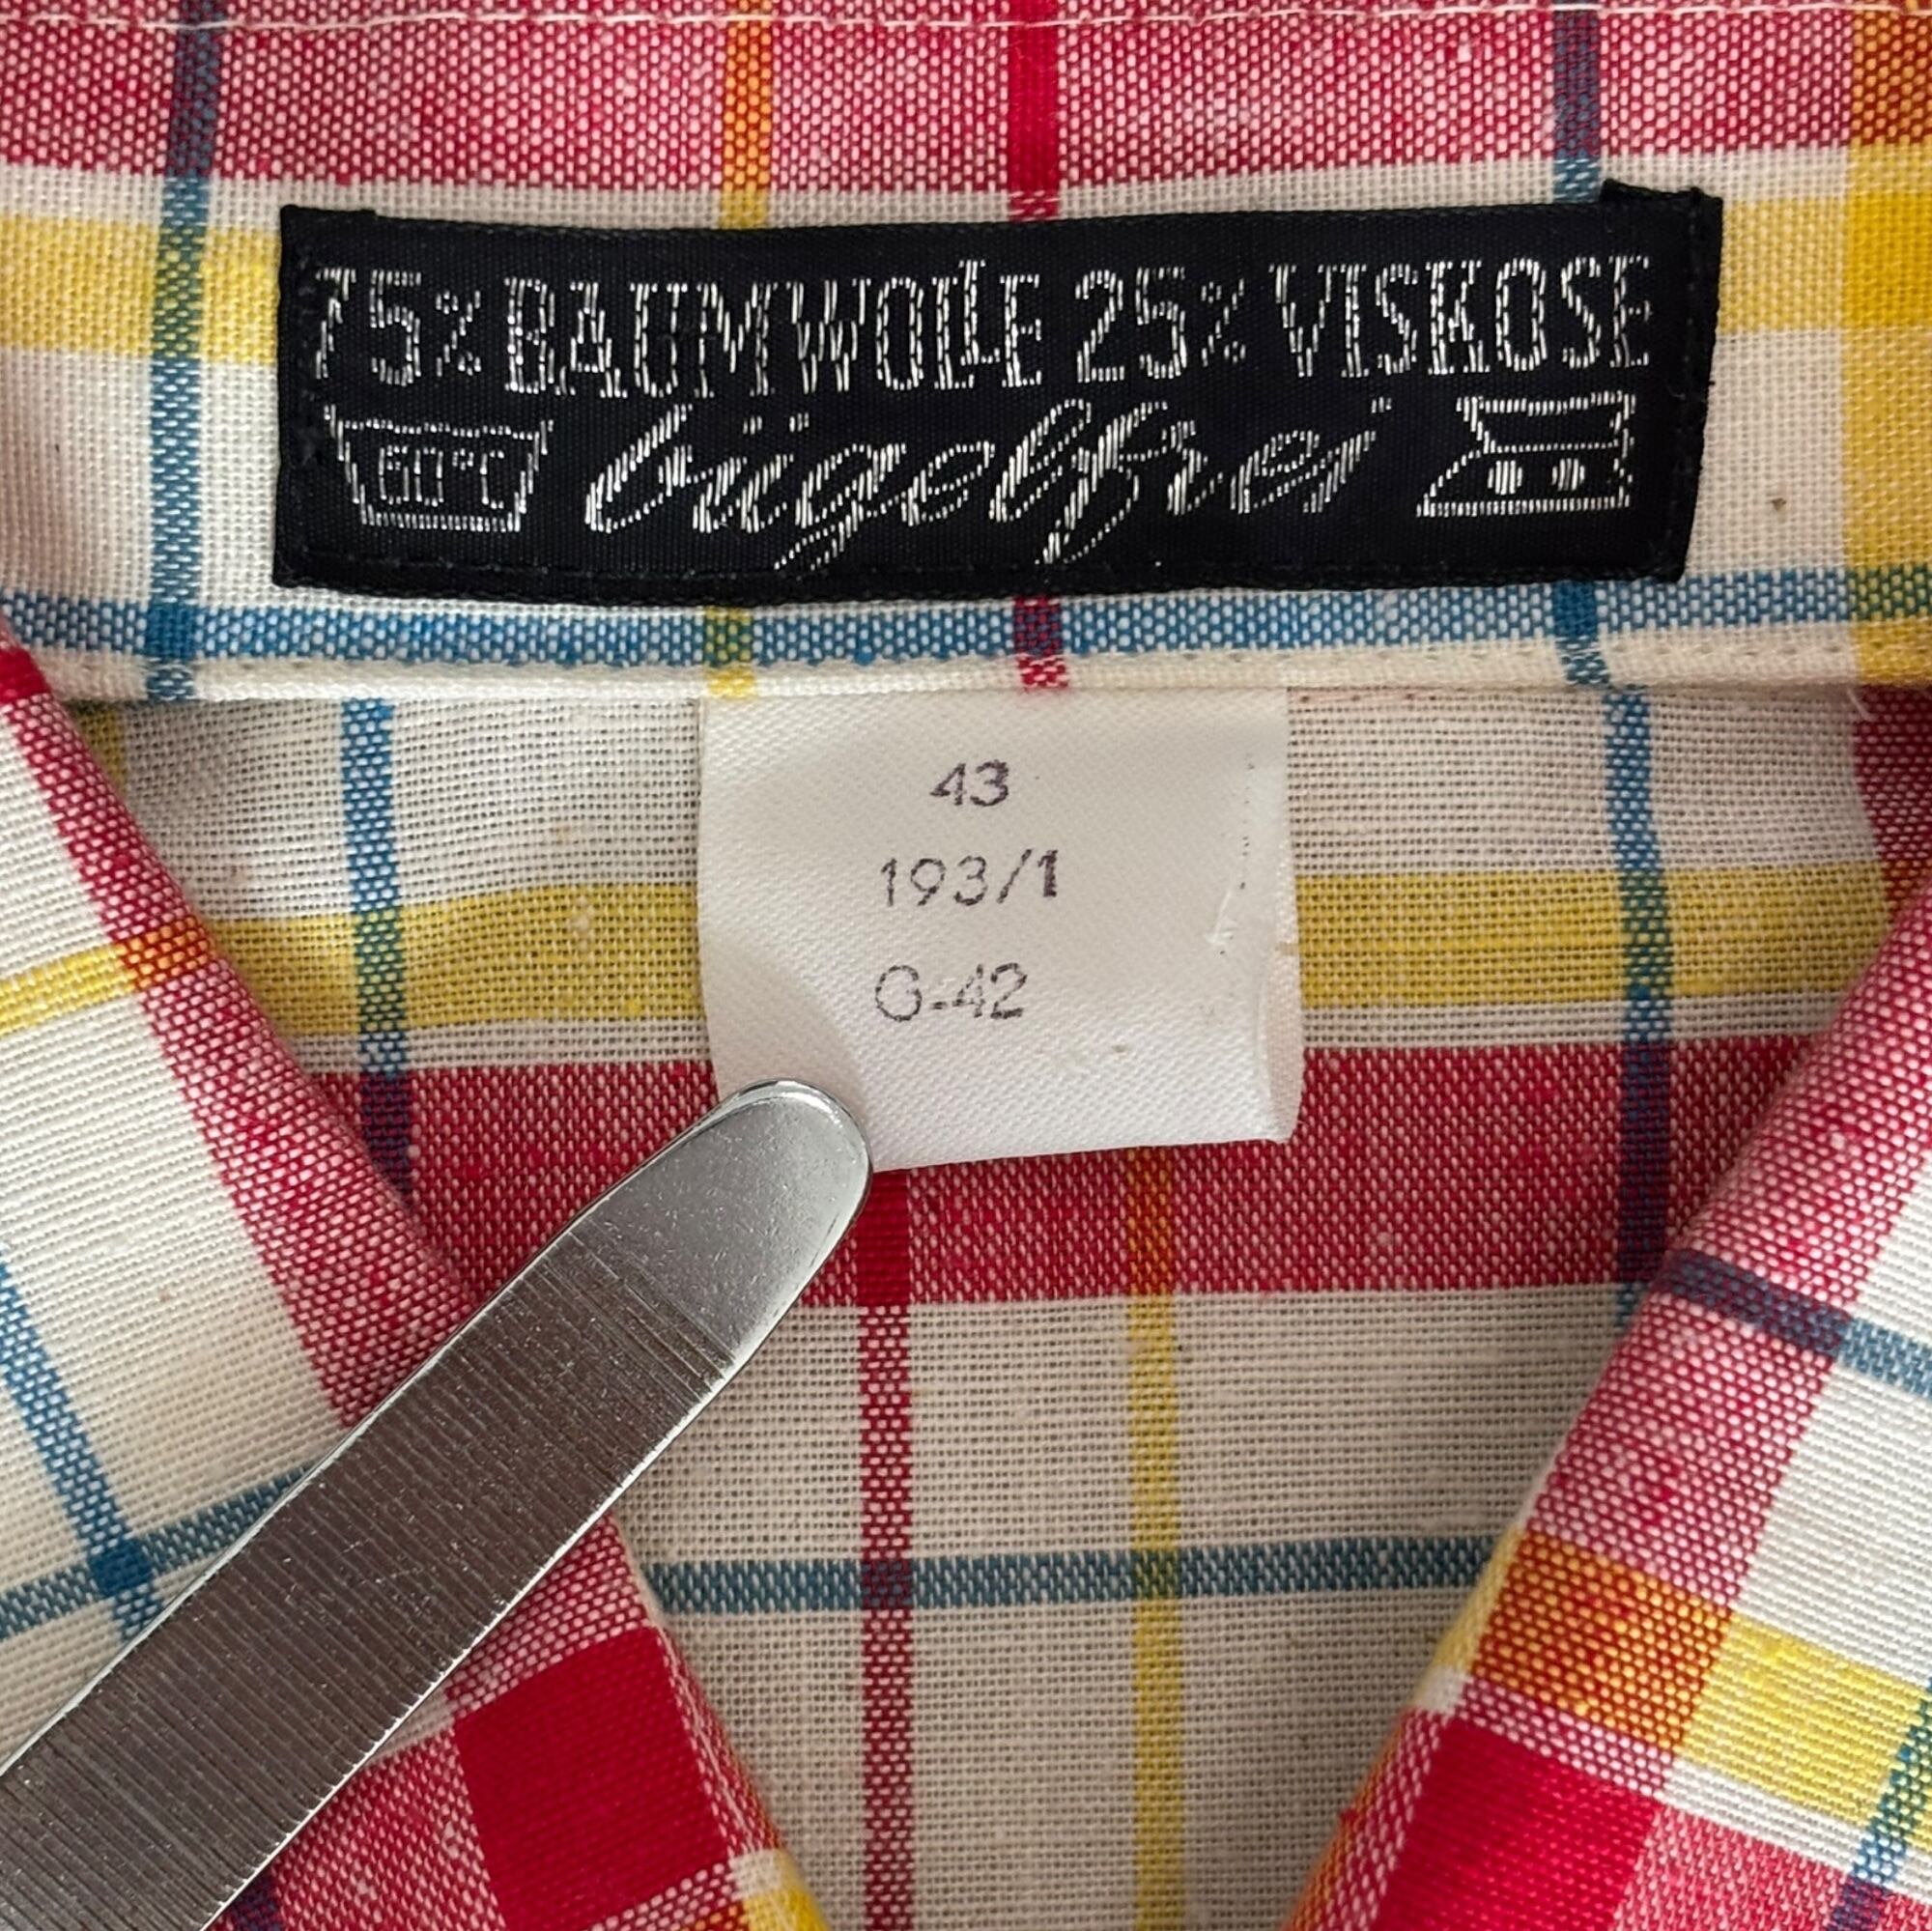 75% BAUMWOLLE 25% VISKOSE
60°C bügelfrei
43
193/1
G-42